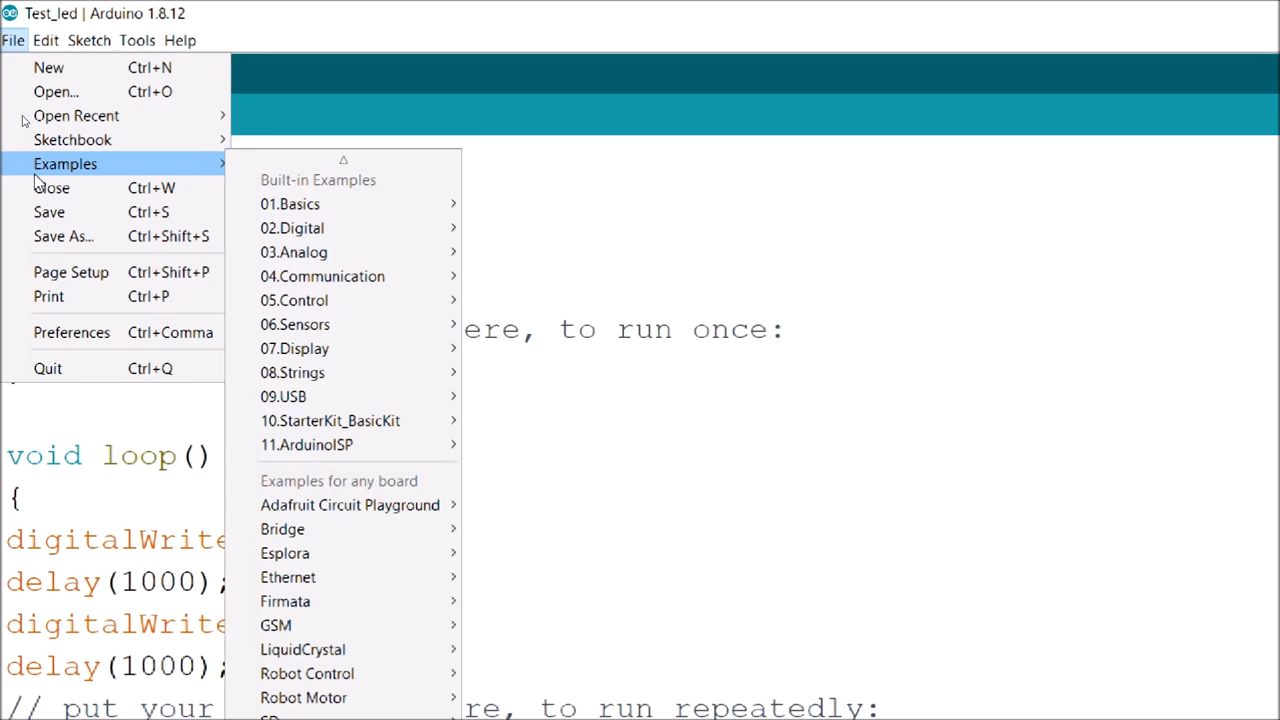 Test_led | Arduino 1.8.12
File Edit Sketch Tools Help
New Ctrl+N
Open... Ctrl+O
Open Recent
Sketchbook
Examples
Close Ctrl+W
Save Ctrl+S
Save As... Ctrl+Shift+S
Page Setup Ctrl+Shift+P
Print Ctrl+P
Preferences Ctrl+Comma
Quit Ctrl+Q
Built-in Examples
01.Basics
02.Digital
03.Analog
04.Communication
05.Control
06.Sensors
07.Display
08.Strings
09.USB
10.StarterKit_BasicKit
11.ArduinoISP
Examples for any board
Adafruit Circuit Playground
Bridge
Esplora
Ethernet
Firmata
GSM
LiquidCrystal
Robot Control
Robot Motor
ere, to run once:
void loop()
{
digitalWrite
delay(1000);
digitalWrite
delay(1000);
// put your re, to run repeatedly: